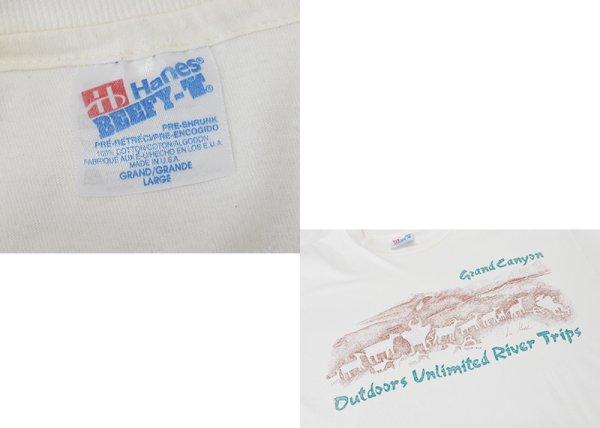 Hanes®
BEEFY-T®
PRE-SHRUNK
PRE-RÉTRÉCI/PRE-ENCOGIDO
100% COTTON/COTON/ALGODON
FABRIQUÉ AUX É-U/HECHO EN LOS E.U.A
MADE IN U.S.A.
GRAND/GRANDE
LARGE
Grand Canyon
Outdoors Unlimited River Trips